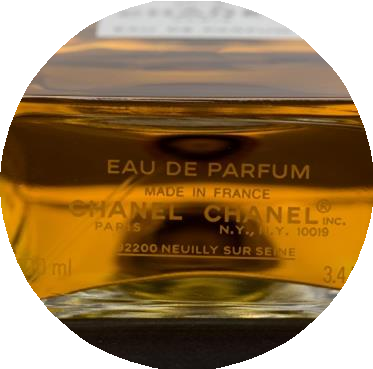 EAU DE PARFUM
MADE IN FRANCE
CHANEL CHANEL® INC.
PARIS N.Y., N.Y. 10019
92200 NEUILLY SUR SEINE
ml 3.4